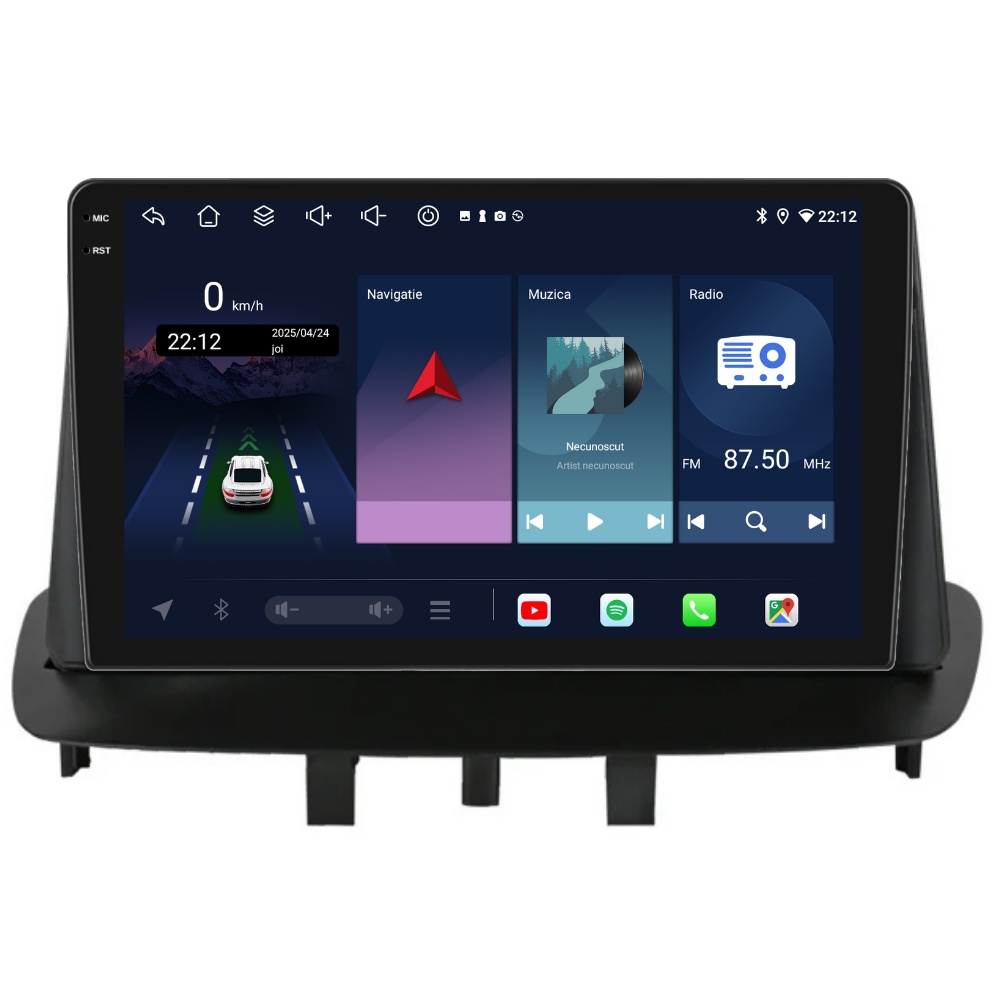 MIC
RST
22:12
0 km/h
22:12
2025/04/24
joi
Navigatie
Muzica
Necunoscut
Artist necunoscut
Radio
FM 87.50 MHz
G